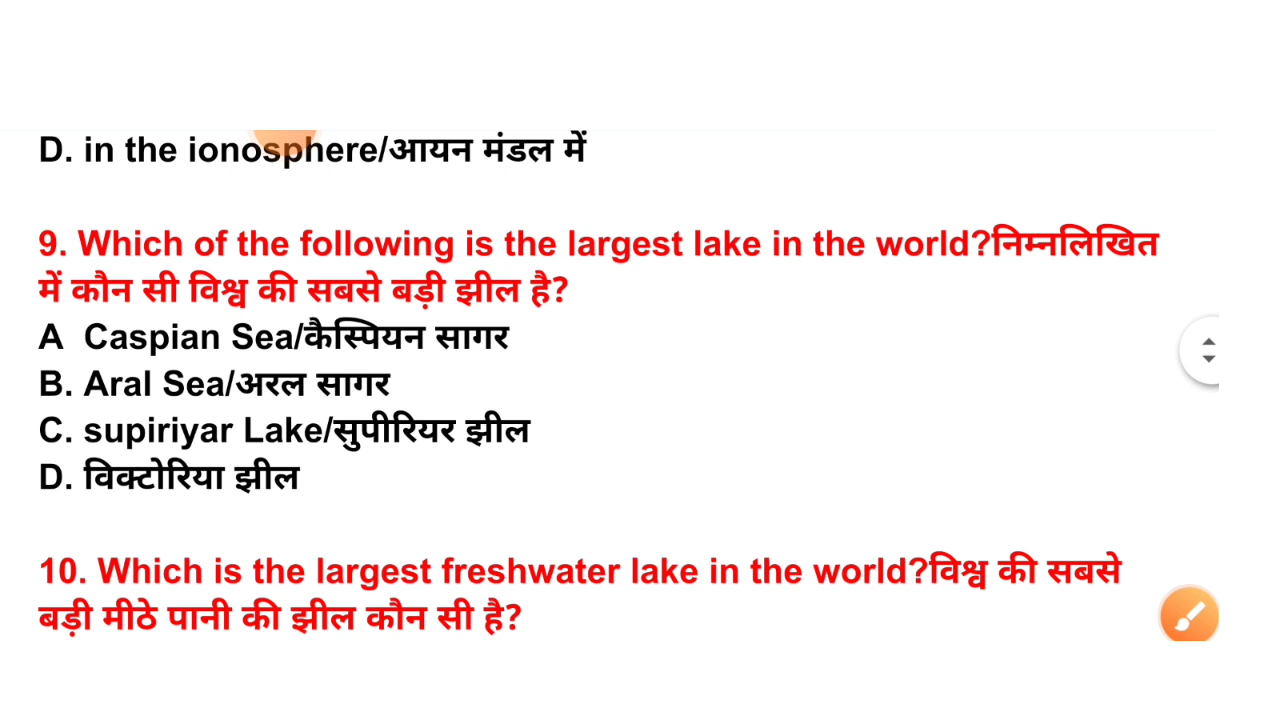 D. in the ionosphere/आयन मंडल में
9. Which of the following is the largest lake in the world?निम्नलिखित
में कौन सी विश्व की सबसे बड़ी झील है?
A  Caspian Sea/कैस्पियन सागर
B. Aral Sea/अरल सागर
C. supiriyar Lake/सुपीरियर झील
D. विक्टोरिया झील
10. Which is the largest freshwater lake in the world?विश्व की सबसे
बड़ी मीठे पानी की झील कौन सी है?